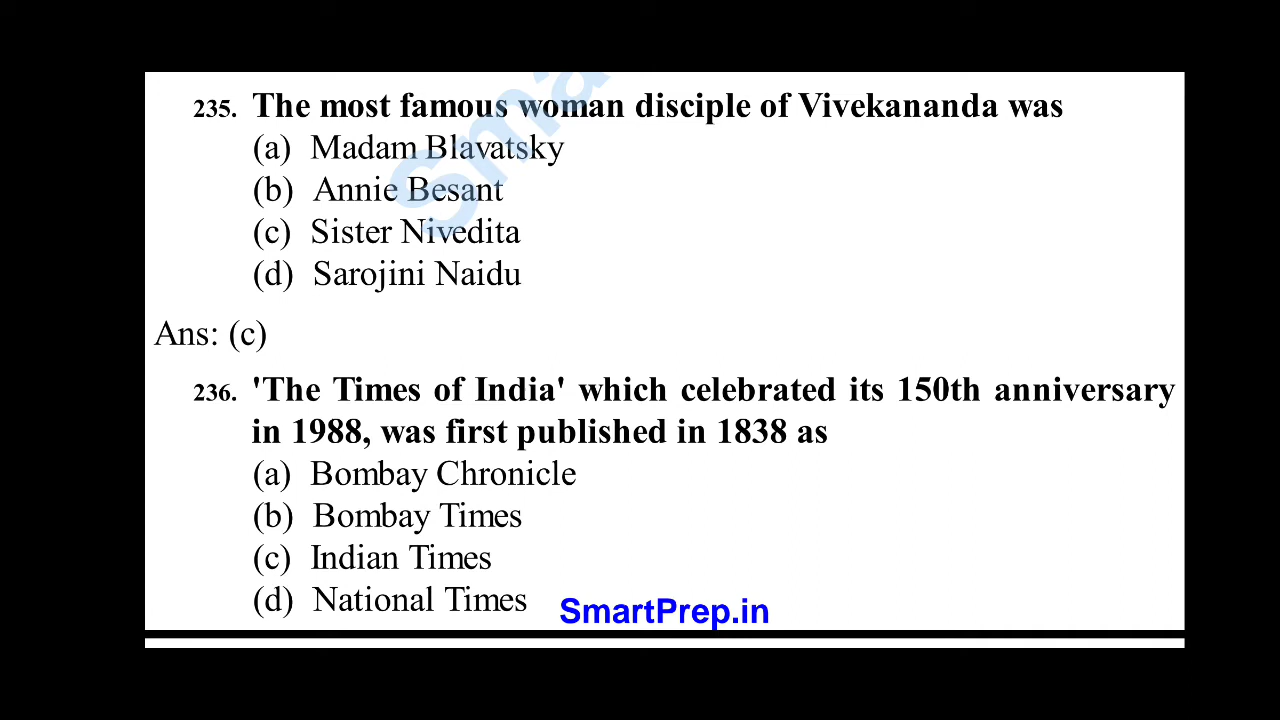 235. The most famous woman disciple of Vivekananda was
(a) Madam Blavatsky
(b) Annie Besant
(c) Sister Nivedita
(d) Sarojini Naidu
Ans: (c)
236. 'The Times of India' which celebrated its 150th anniversary
in 1988, was first published in 1838 as
(a) Bombay Chronicle
(b) Bombay Times
(c) Indian Times
(d) National Times
SmartPrep.in